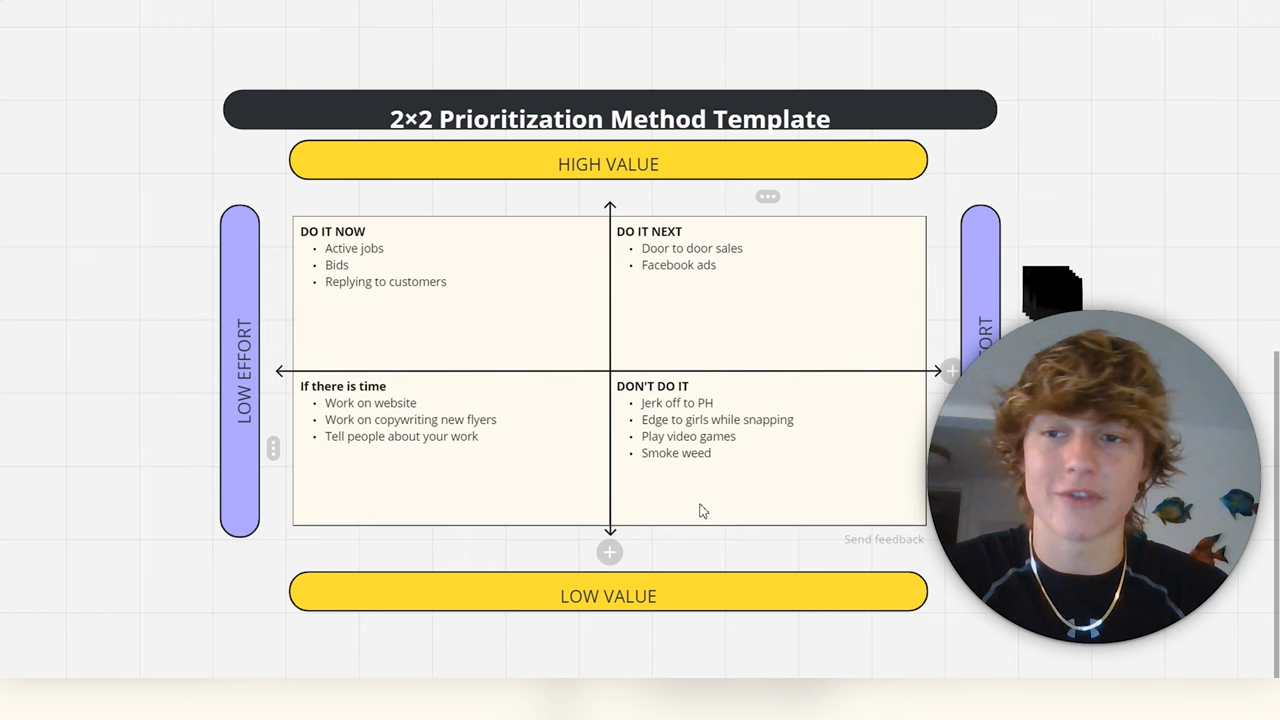 2×2 Prioritization Method Template
HIGH VALUE
LOW EFFORT
DO IT NOW
• Active jobs
• Bids
• Replying to customers
DO IT NEXT
• Door to door sales
• Facebook ads
If there is time
• Work on website
• Work on copywriting new flyers
• Tell people about your work
DON'T DO IT
• Jerk off to PH
• Edge to girls while snapping
• Play video games
• Smoke weed
Send feedback
LOW VALUE